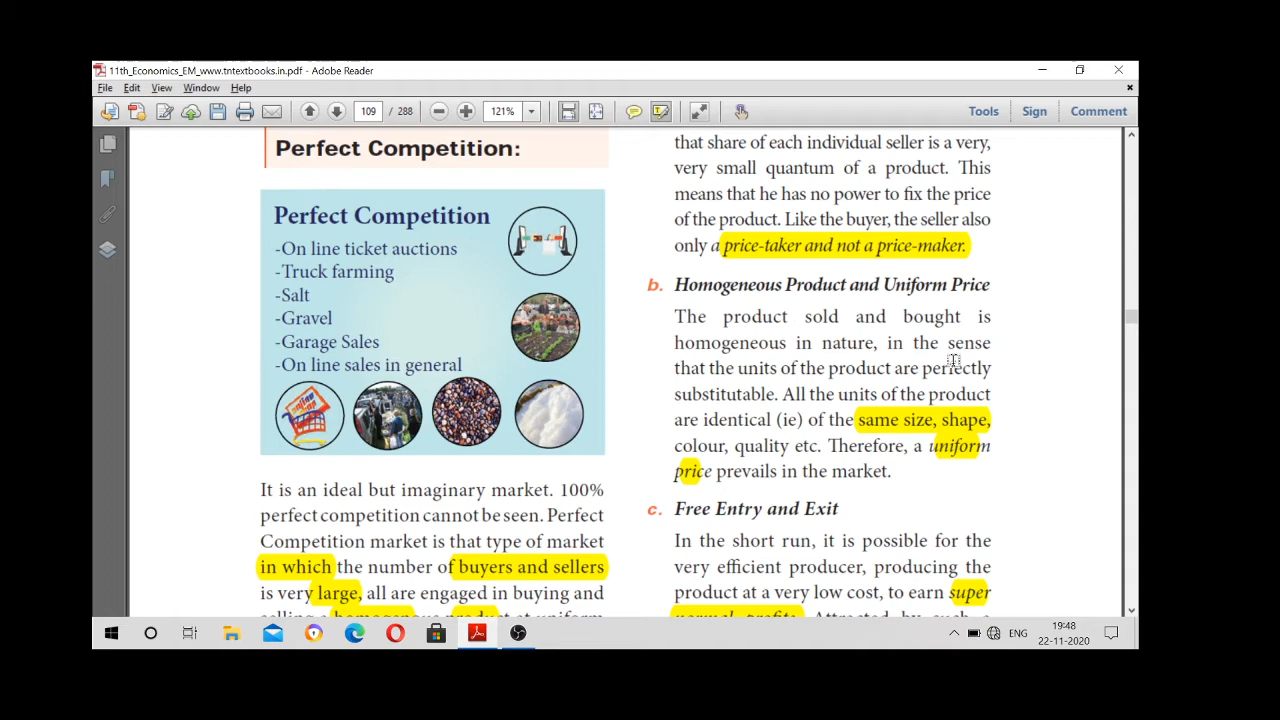 11th_Economics_EM_www.tntextbooks.in.pdf - Adobe Reader
File Edit View Window Help
109 / 288 121% Tools Sign Comment
Perfect Competition:
Perfect Competition
-On line ticket auctions
-Truck farming
-Salt
-Gravel
-Garage Sales
-On line sales in general
It is an ideal but imaginary market. 100%
perfect competition cannot be seen. Perfect
Competition market is that type of market
in which the number of buyers and sellers
is very large, all are engaged in buying and
selling a homogeneous product at uniform
that share of each individual seller is a very,
very small quantum of a product. This
means that he has no power to fix the price
of the product. Like the buyer, the seller also
only a price-taker and not a price-maker.
b. Homogeneous Product and Uniform Price
The product sold and bought is
homogeneous in nature, in the sense
that the units of the product are perfectly
substitutable. All the units of the product
are identical (ie) of the same size, shape,
colour, quality etc. Therefore, a uniform
price prevails in the market.
c. Free Entry and Exit
In the short run, it is possible for the
very efficient producer, producing the
product at a very low cost, to earn super
normal profits. Attracted by such a
ENG
19:48
22-11-2020